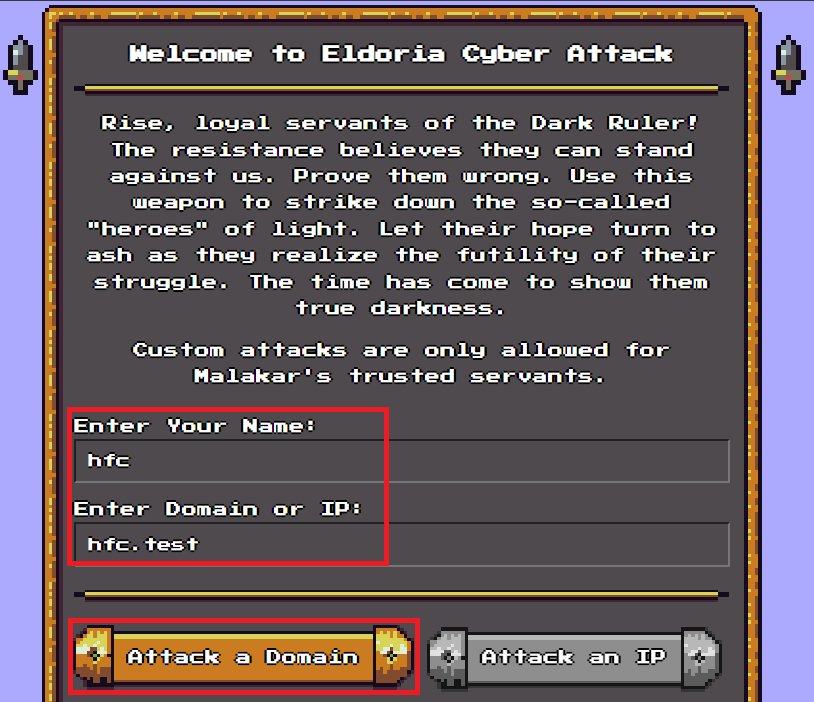 Welcome to Eldoria Cyber Attack
Rise, loyal servants of the Dark Ruler!
The resistance believes they can stand
against us. Prove them wrong. Use this
weapon to strike down the so-called
"heroes" of light. Let their hope turn to
ash as they realize the futility of their
struggle. The time has come to show them
true darkness.
Custom attacks are only allowed for
Malakar's trusted servants.
Enter Your Name:
hfc
Enter Domain or IP:
hfc.test
Attack a Domain
Attack an IP